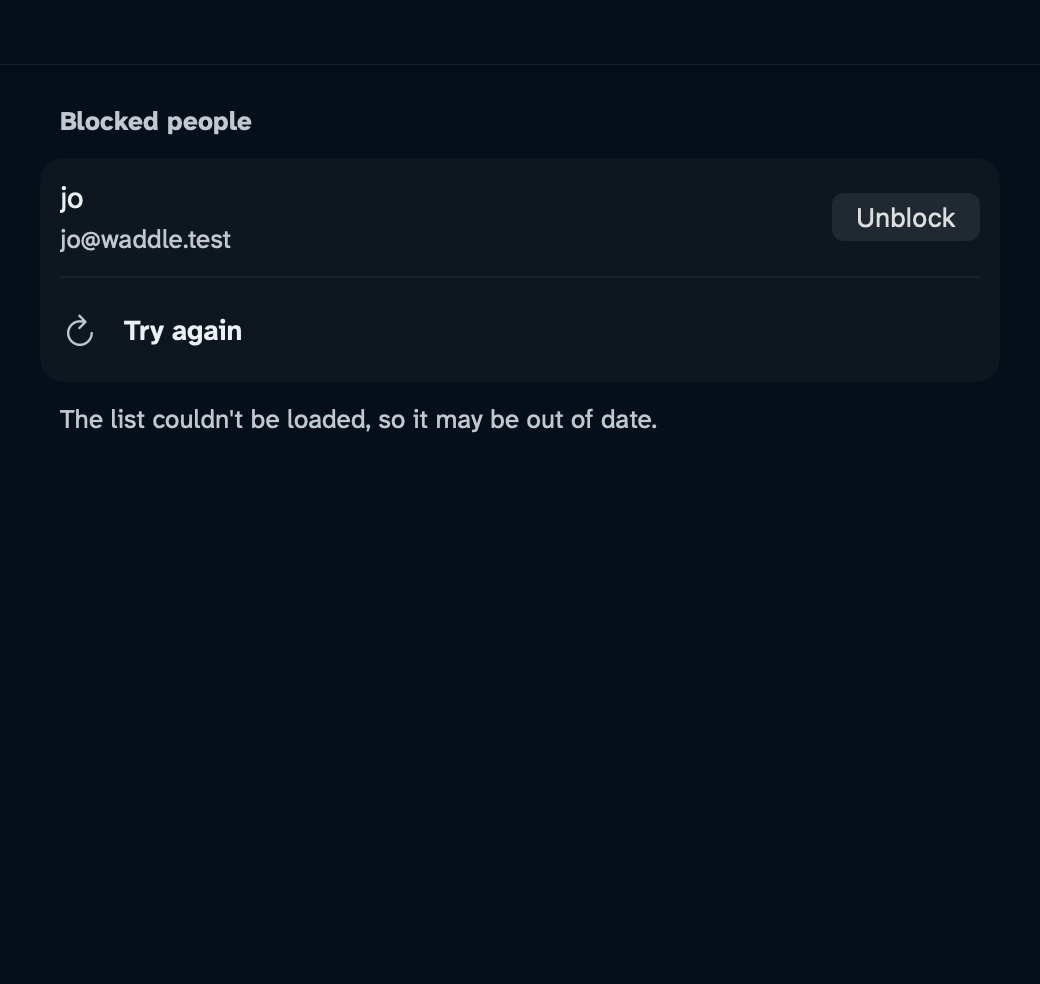 Blocked people
jo
jo@waddle.test
Unblock
Try again
The list couldn't be loaded, so it may be out of date.